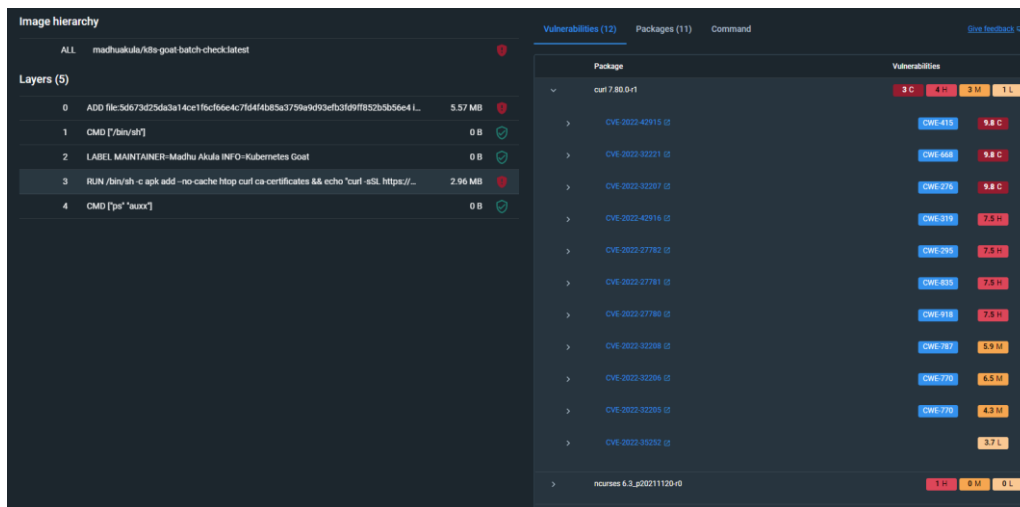 Image hierarchy
ALL madhuakula/k8s-goat-batch-check:latest
Layers (5)
0 ADD file:5d673d25da3a14ce1f6cf66e4c7fd4f4b85a3759a9d93efb3fd9ff852b5b56e4 i... 5.57 MB
1 CMD ["/bin/sh"] 0 B
2 LABEL MAINTAINER=Madhu Akula INFO=Kubernetes Goat 0 B
3 RUN /bin/sh -c apk add --no-cache htop curl ca-certificates && echo "curl -sSL https://... 2.96 MB
4 CMD ["ps" "auxx"] 0 B
Vulnerabilities (12) Packages (11) Command Give feedback
Package Vulnerabilities
curl 7.80.0-r1 3 C 4 H 3 M 1 L
CVE-2022-42915 CWE-415 9.8 C
CVE-2022-32221 CWE-668 9.8 C
CVE-2022-32207 CWE-276 9.8 C
CVE-2022-42916 CWE-319 7.5 H
CVE-2022-27782 CWE-295 7.5 H
CVE-2022-27781 CWE-835 7.5 H
CVE-2022-27780 CWE-918 7.5 H
CVE-2022-32208 CWE-787 5.9 M
CVE-2022-32206 CWE-770 6.5 M
CVE-2022-32205 CWE-770 4.3 M
CVE-2022-35252 3.7 L
ncurses 6.3_p20211120-r0 1 H 0 M 0 L